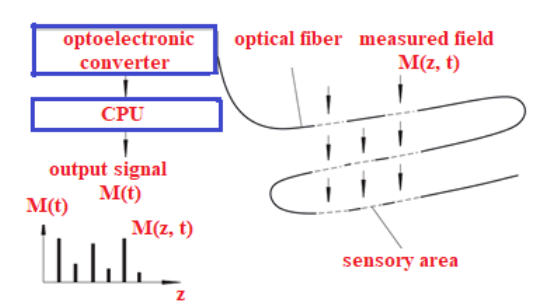 optoelectronic
converter
optical fiber
measured field
M(z, t)
CPU
output signal
M(t)
M(t)
M(z, t)
z
sensory area